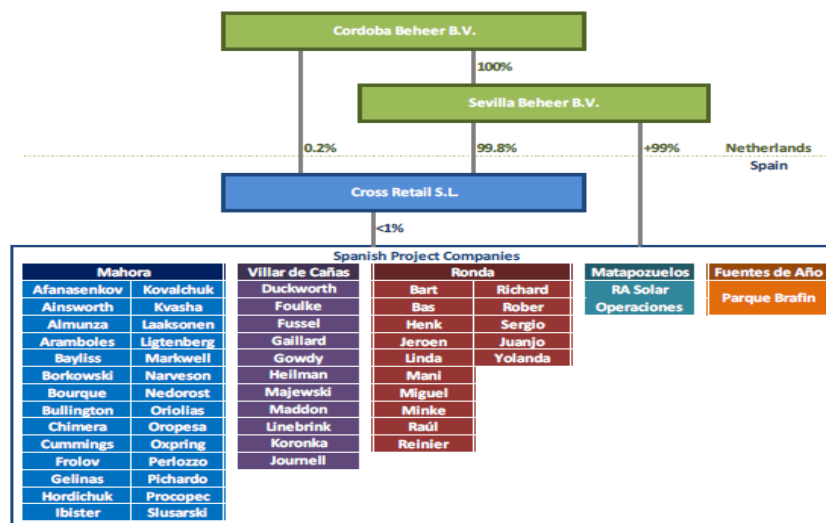 Cordoba Beheer B.V.
100%
Sevilla Beheer B.V.
0.2% 99.8% +99% Netherlands
Spain
Cross Retail S.L.
<1%
Spanish Project Companies
Mahora Villar de Cañas Ronda Matapozuelos Fuentes de Año
Afanasenkov Kovalchuk Duckworth Bart Richard RA Solar Parque Brafin
Ainsworth Kvasha Foulke Bas Rober Operaciones
Almunza Laaksonen Fussel Henk Sergio
Aramboles Ligtenberg Gaillard Jeroen Juanjo
Bayliss Markwell Gowdy Linda Yolanda
Borkowski Narveson Heilman Mani
Bourque Nedorost Majewski Miguel
Bullington Oriolias Maddon Minke
Chimera Oropesa Linebrink Raúl
Cummings Oxpring Koronka Reinier
Frolov Perlozzo Journell
Gelinas Pichardo
Hordichuk Procopec
Ibister Slusarski